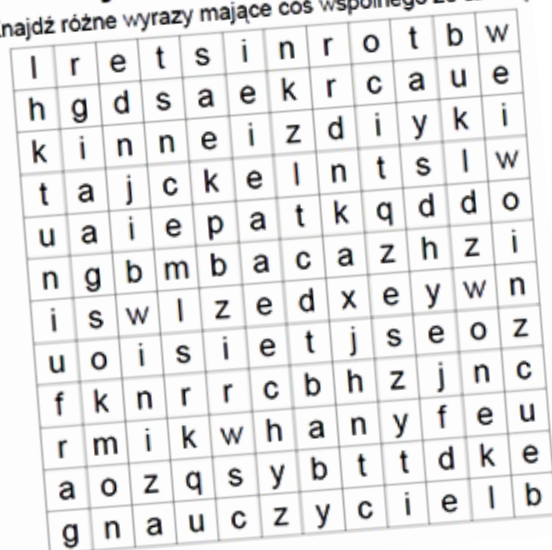 najdź różne wyrazy mające coś wspólnego
l r e t s i n r o t b w
h g d s a e k r c a u e
k i n n e i z d i y k i
t a j c k e l n t s l w
u a i e p a t k q d d o
n g b m b a c a z h z i
i s w l z e d x e y w n
u o i s i e t j s e o z
f k n r r c b h z j n c
r m i k w h a n y f e u
a o z q s y b t t d k e
g n a u c z y c i e l b